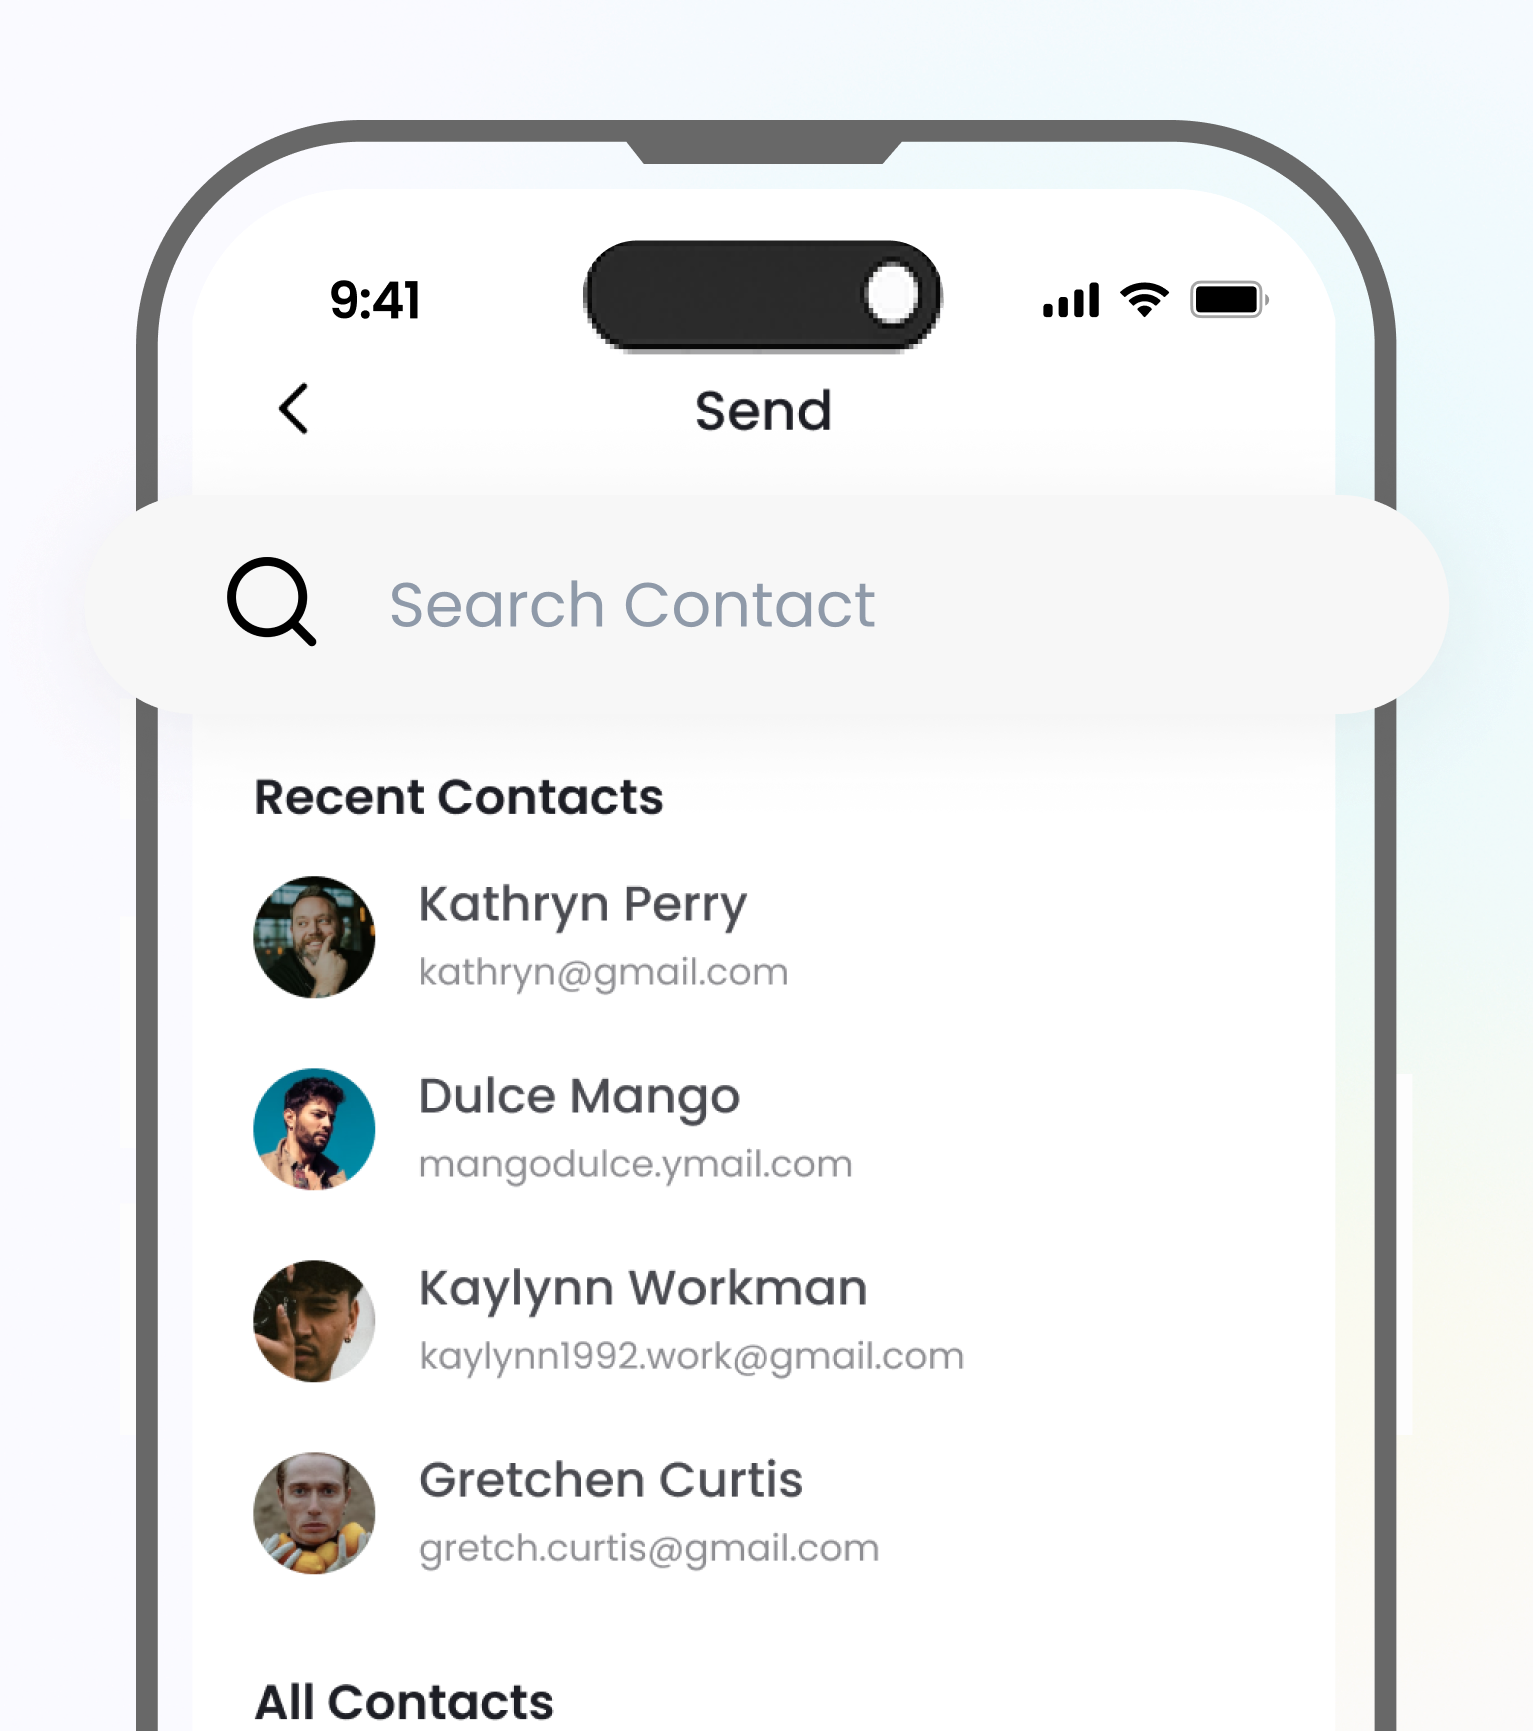 9:41
Send
Search Contact
Recent Contacts
Kathryn Perry
kathryn@gmail.com
Dulce Mango
mangodulce.ymail.com
Kaylynn Workman
kaylynn1992.work@gmail.com
Gretchen Curtis
gretch.curtis@gmail.com
All Contacts